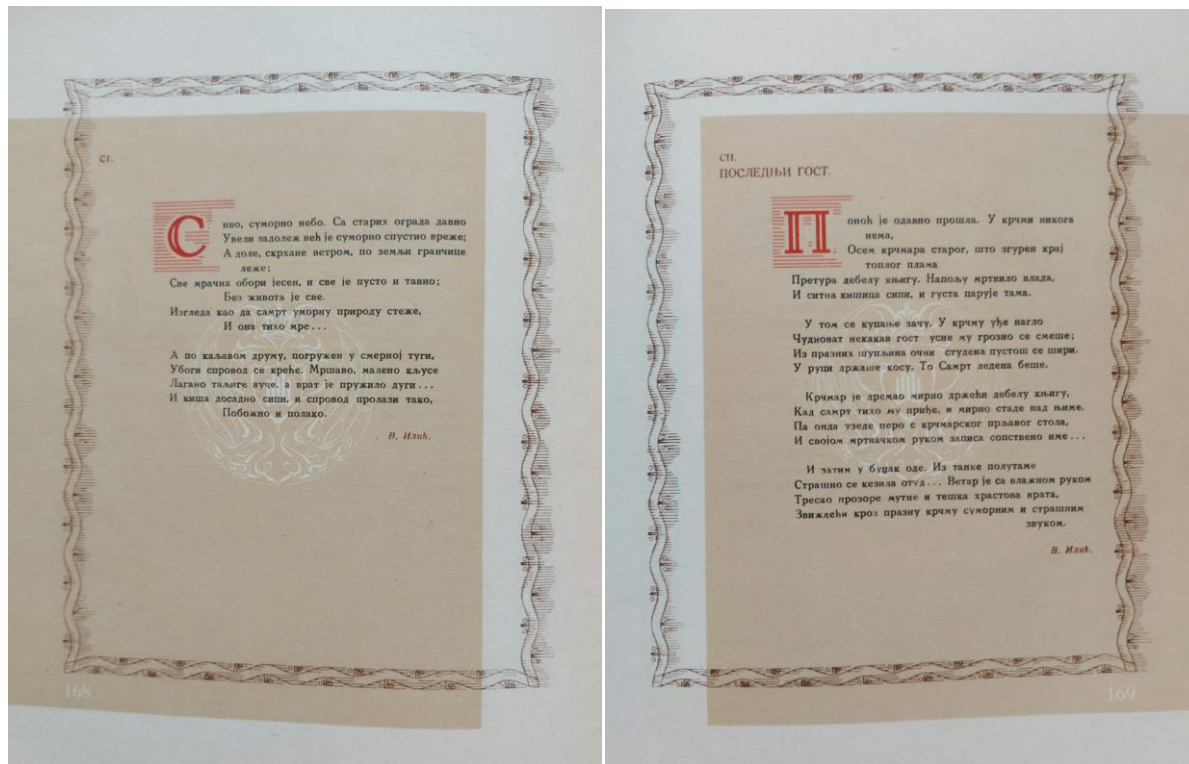 CI.
Сиво, суморно небо. Са старих ограда давно
Увели ладолеж већ је суморно спустио вреже;
А доле, скрхане ветром, по земљи гранчице
леже;
Све мрачна обори јесен, и све је пусто и тавно;
Без живота је све.
Изгледа као да самрт уморну природу стеже,
И она тихо мре...
А по каљавом друму, погружен у смерној туги,
Убоги спровод се креће. Мршаво, малено кљусе
Лагано таљиге вуче, а врат је пружило дуги...
И киша досадно сипи, и спровод пролази тако,
Побожно и полако.
В. Илић.
168
CII.
ПОСЛЕДЊИ ГОСТ.
Поноћ је одавно прошла. У крчми никога
нема,
Осем крчмара старог, што згурен крај
топлог плама
Претура дебелу књигу. Напољу мртвило влада,
И ситна кишица сипи, и густа царује тама.
У том се куцање зачу. У крчму уђе нагло
Чудноват некакав гост усне му грозно се смеше;
Из празних шупљина очни студена пустош се шири.
У руци држаше косу. То Самрт ледена беше.
Крчмар је дремао мирно држећи дебелу књигу,
Кад самрт тихо му приђе, и мирно стаде над њиме.
Па онда узеде перо с крчмарског прљавог стола,
И својом мртвачком руком записа сопствено име...
И затим у буџак оде. Из танке полутаме
Страшно се кезила отуд... Ветар је са влажном руком
Тресао прозоре мутне и тешка храстова врата,
Звиждећи кроз празну крчму суморним и страшним
звуком.
В. Илић.
169